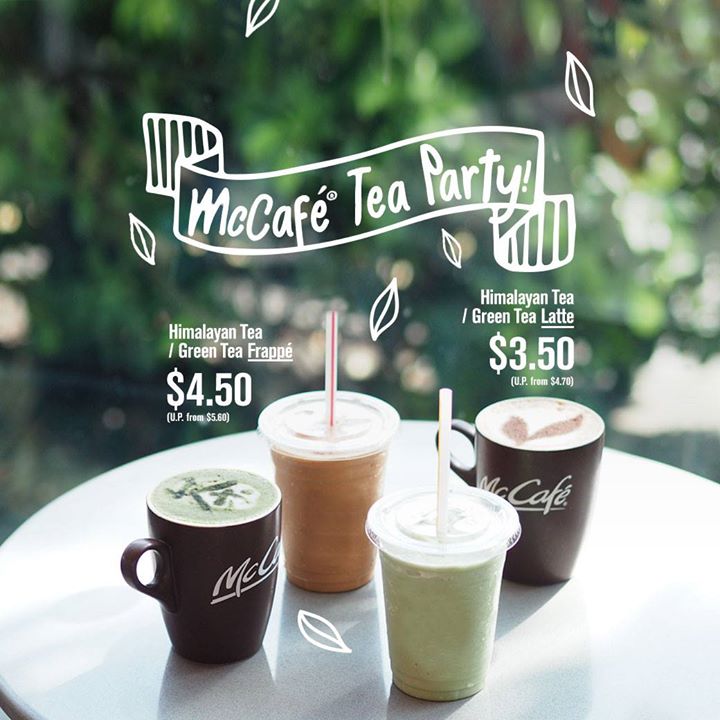 McCafé® Tea Party!
Himalayan Tea
/ Green Tea Latte
$3.50
(U.P. from $4.70)
Himalayan Tea
/ Green Tea Frappé
$4.50
(U.P. from $5.60)
McCafé®
McCa